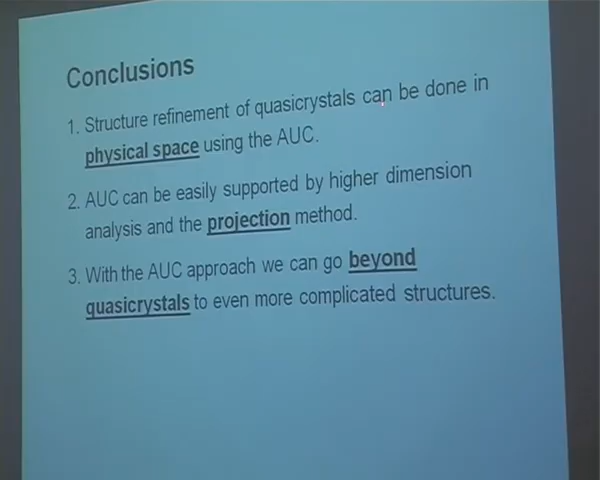 Conclusions
1. Structure refinement of quasicrystals can be done in
physical space using the AUC.
2. AUC can be easily supported by higher dimension
analysis and the projection method.
3. With the AUC approach we can go beyond
quasicrystals to even more complicated structures.